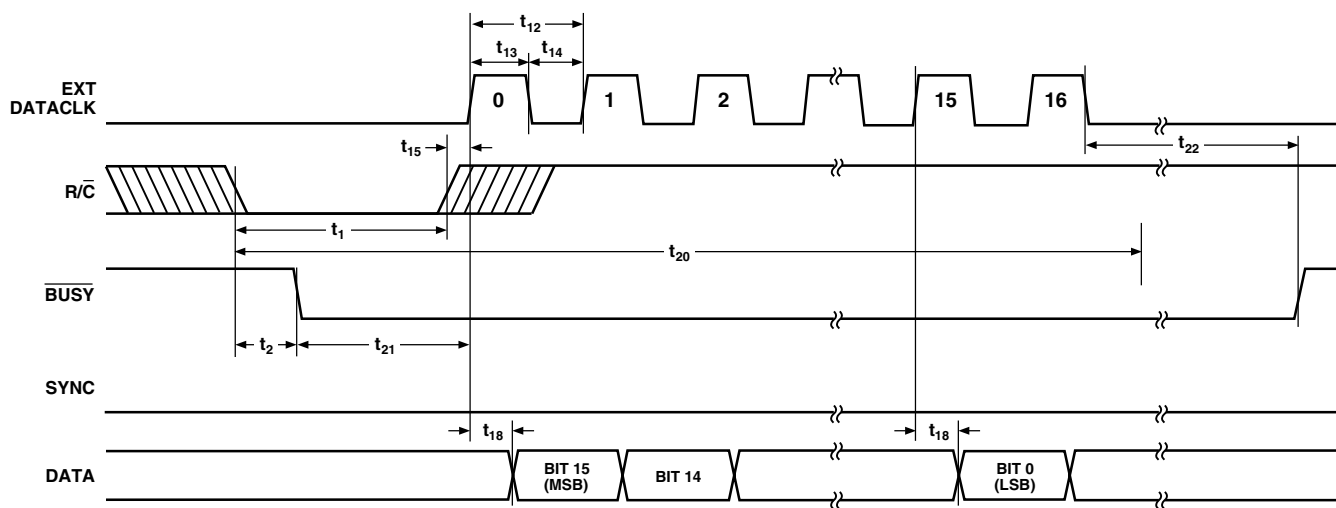 t12
t13 t14
EXT
DATACLK
0 1 2 15 16
t15
t22
R/C̅
t1
t20
B̅U̅S̅Y̅
t2 t21
SYNC
t18 t18
DATA
BIT 15
(MSB)
BIT 14
BIT 0
(LSB)